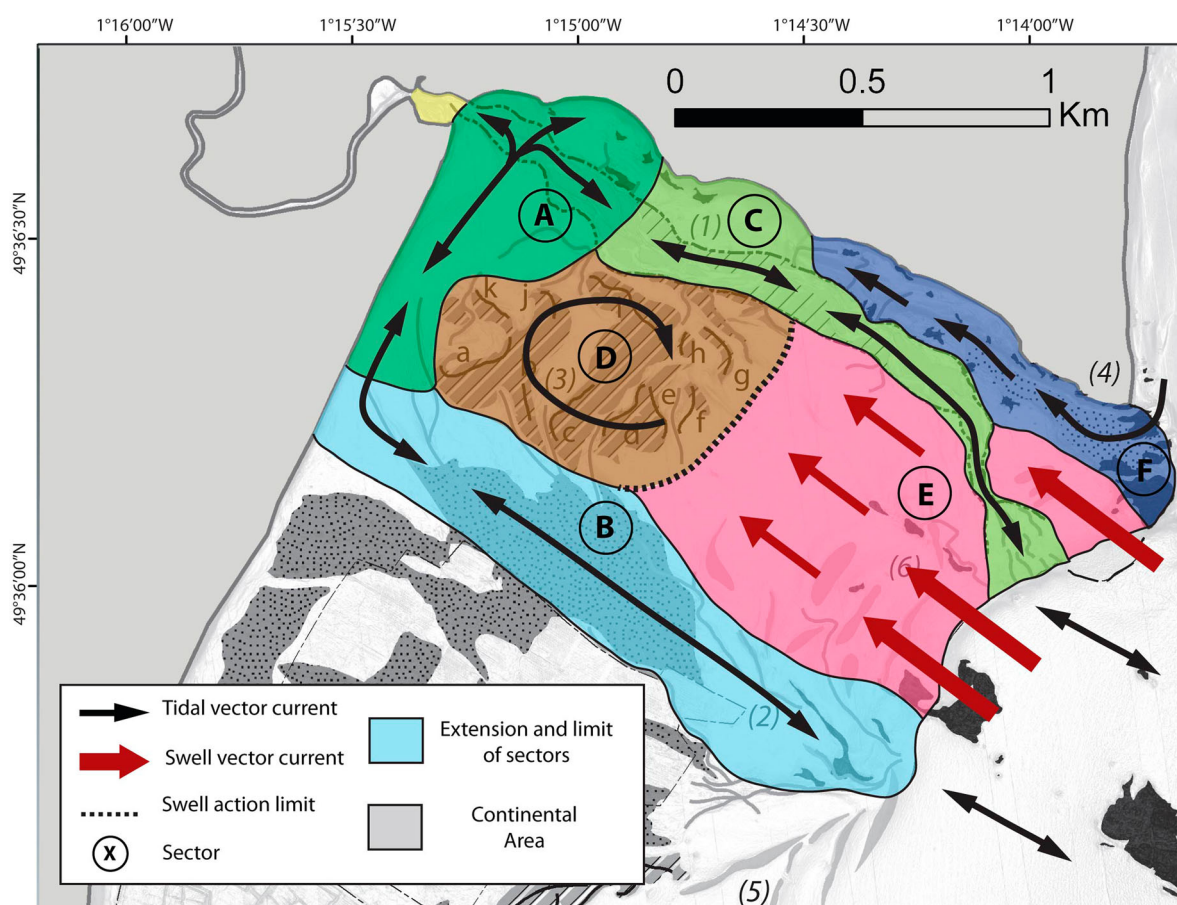 1°16'00"W 1°15'30"W 1°15'00"W 1°14'30"W 1°14'00"W
0 0.5 1
Km
49°36'30"N
49°36'00"N
A
(1)
C
k
j
a
D
(3)
h
g
e
f
c
d
(4)
F
E
B
(6)
(2)
(5)
Tidal vector current
Swell vector current
Swell action limit
X
Sector
Extension and limit
of sectors
Continental
Area